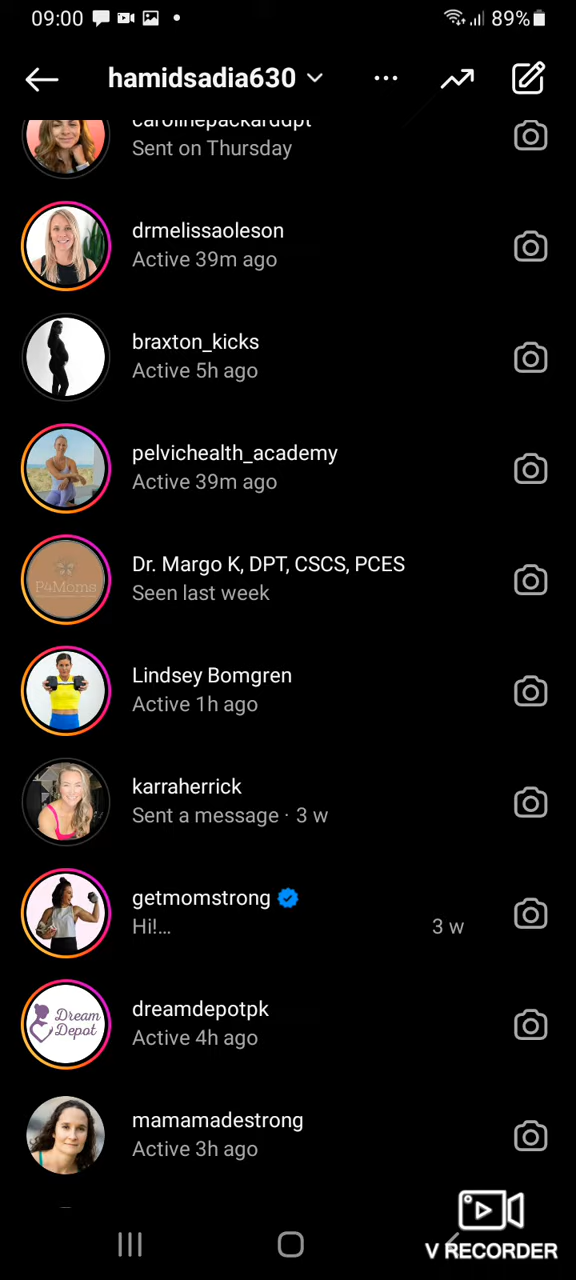 09:00
89%
hamidsadia630
carolinepackarddpt
Sent on Thursday
drmelissaoleson
Active 39m ago
braxton_kicks
Active 5h ago
pelvichealth_academy
Active 39m ago
P4Moms
Dr. Margo K, DPT, CSCS, PCES
Seen last week
Lindsey Bomgren
Active 1h ago
karraherrick
Sent a message · 3 w
getmomstrong
Hi!... 3 w
Dream
Depot
dreamdepotpk
Active 4h ago
mamamadestrong
Active 3h ago
V RECORDER